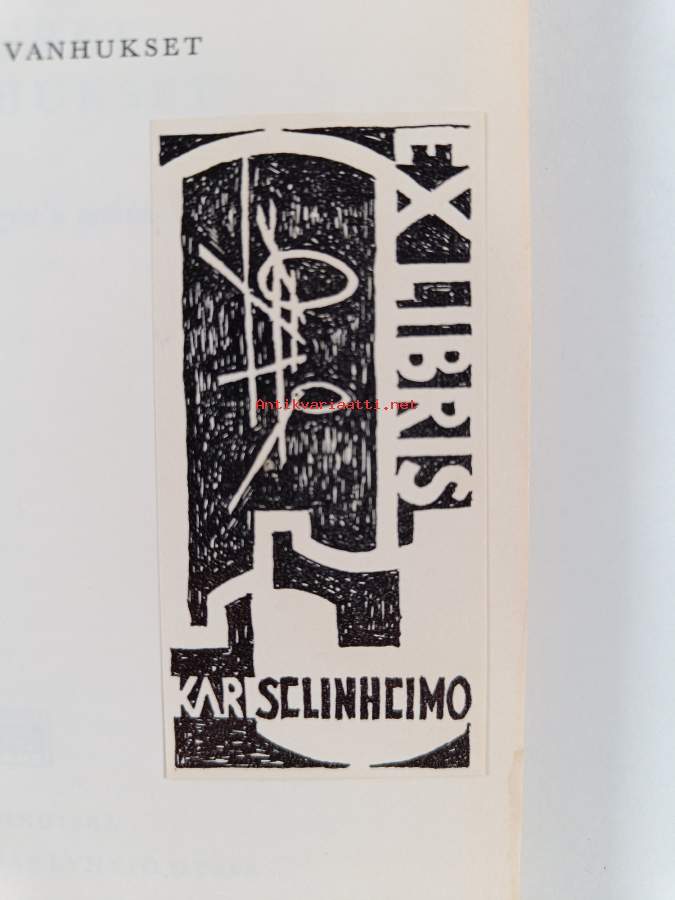 VANHUKSET
EX LIBRIS
Antikvariaatti.net
KARI SELINHEIMO